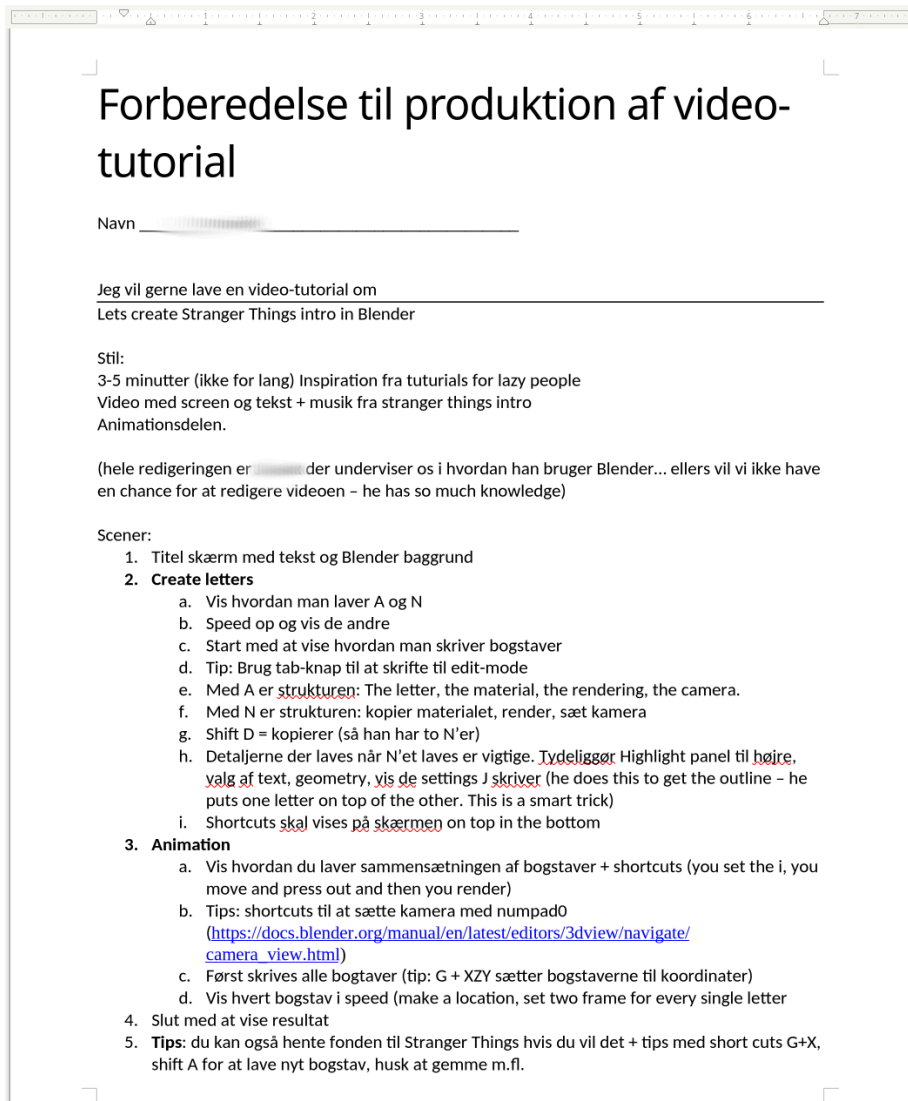 1 2 3 4 5 6 7
Forberedelse til produktion af video-
tutorial
Navn
Jeg vil gerne lave en video-tutorial om
Lets create Stranger Things intro in Blender
Stil:
3-5 minutter (ikke for lang) Inspiration fra tuturials for lazy people
Video med screen og tekst + musik fra stranger things intro
Animationsdelen.
(hele redigeringen er der underviser os i hvordan han bruger Blender... ellers vil vi ikke have
en chance for at redigere videoen – he has so much knowledge)
Scener:
1. Titel skærm med tekst og Blender baggrund
2. Create letters
a. Vis hvordan man laver A og N
b. Speed op og vis de andre
c. Start med at vise hvordan man skriver bogstaver
d. Tip: Brug tab-knap til at skrifte til edit-mode
e. Med A er strukturen: The letter, the material, the rendering, the camera.
f. Med N er strukturen: kopier materialet, render, sæt kamera
g. Shift D = kopierer (så han har to N’er)
h. Detaljerne der laves når N’et laves er vigtige. Tydeliggør Highlight panel til højre,
valg af text, geometry, vis de settings J skriver (he does this to get the outline – he
puts one letter on top of the other. This is a smart trick)
i. Shortcuts skal vises på skærmen on top in the bottom
3. Animation
a. Vis hvordan du laver sammensætningen af bogstaver + shortcuts (you set the i, you
move and press out and then you render)
b. Tips: shortcuts til at sætte kamera med numpad0
(https://docs.blender.org/manual/en/latest/editors/3dview/navigate/
camera_view.html)
c. Først skrives alle bogtaver (tip: G + XZY sætter bogstaverne til koordinater)
d. Vis hvert bogstav i speed (make a location, set two frame for every single letter
4. Slut med at vise resultat
5. Tips: du kan også hente fonden til Stranger Things hvis du vil det + tips med short cuts G+X,
shift A for at lave nyt bogstav, husk at gemme m.fl.